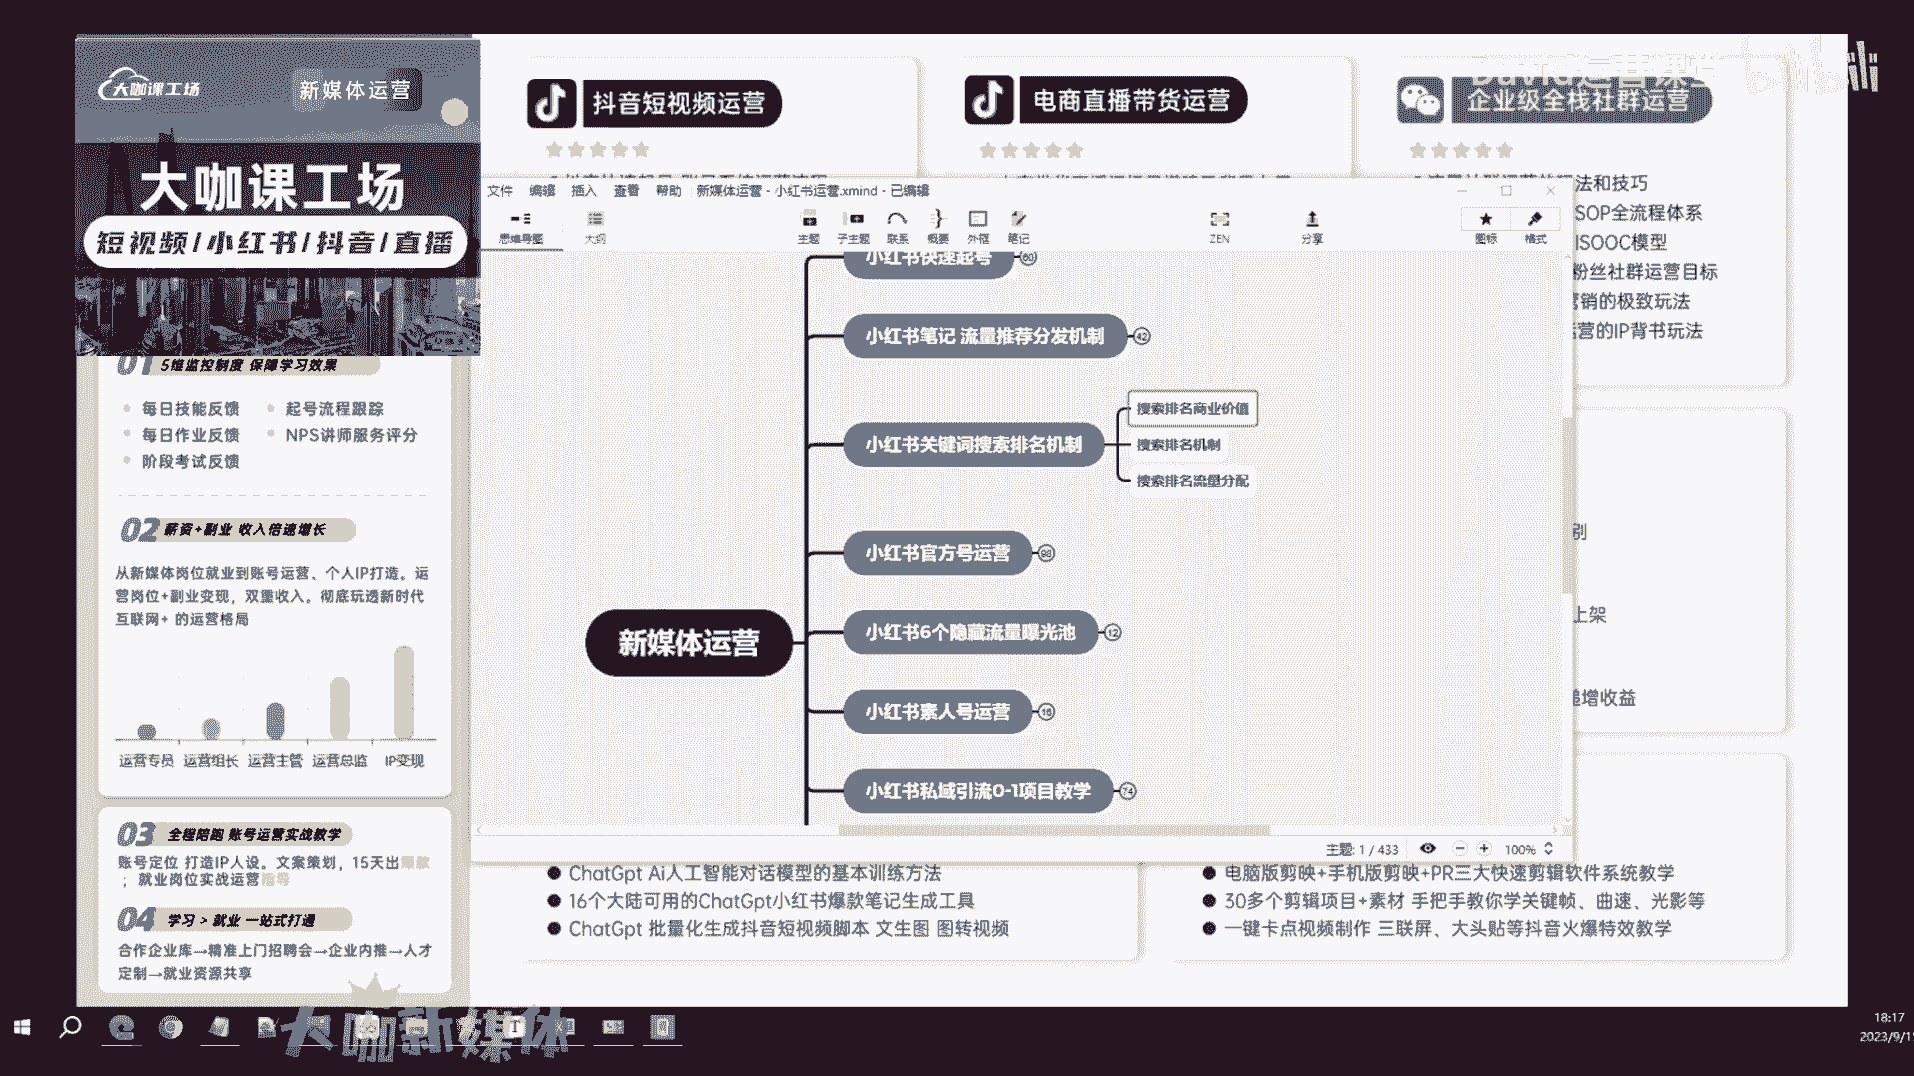 大咖课工场
新媒体运营
大咖课工场
短视频/小红书/抖音/直播
01 5维监控制度 保障学习效果
每日技能反馈
起号流程跟踪
每日作业反馈
NPS讲师服务评分
阶段考试反馈
02 薪资+副业 收入倍速增长
从新媒体岗位就业到账号运营、个人IP打造。运
营岗位+副业变现，双重收入。彻底玩透新时代
互联网+ 的运营格局
运营专员 运营组长 运营主管 运营总监 IP变现
03 全程陪跑 账号运营实战教学
账号定位 打造IP人设。文案策划，15天出爆款
；就业岗位实战运营指导
04 学习 > 就业 一站式打通
合作企业库→精准上门招聘会→企业内推→人才
定制→就业资源共享
抖音短视频运营
电商直播带货运营
企业级全栈社群运营
David运营课堂
bilibili
法和技巧
SOP全流程体系
ISOOC模型
粉丝社群运营目标
营销的极致玩法
运营的IP背书玩法
别
上架
递增收益
文件 编辑 插入 查看 帮助 新媒体运营 - 小红书运营.xmind - 已编辑
思维导图 大纲 主题 子主题 联系 概要 外框 笔记 ZEN 分享 图标 格式
小红书快速起号 60
小红书笔记 流量推荐分发机制 42
小红书关键词搜索排名机制
搜索排名商业价值
搜索排名机制
搜索排名流量分配
小红书官方号运营 98
小红书6个隐藏流量曝光池 12
新媒体运营
小红书素人号运营 16
小红书私域引流0-1项目教学 74
主题: 1 / 433 100%
ChatGpt Ai人工智能对话模型的基本训练方法
16个大陆可用的ChatGpt小红书爆款笔记生成工具
ChatGpt 批量化生成抖音短视频脚本 文生图 图转视频
电脑版剪映+手机版剪映+PR三大快速剪辑软件系统教学
30多个剪辑项目+素材 手把手教你学关键帧、曲速、光影等
一键卡点视频制作 三联屏、大头贴等抖音火爆特效教学
大咖新媒体
18:17
2023/9/1